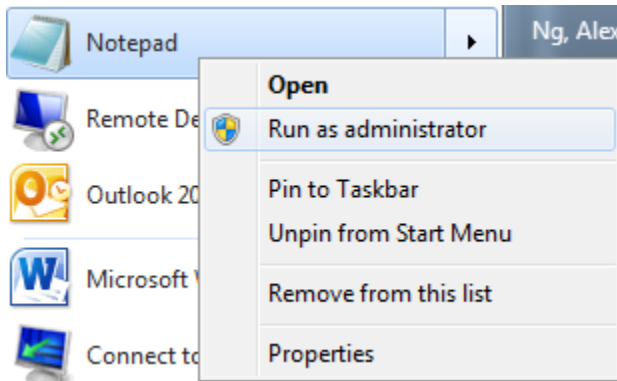 Notepad
Ng, Alex
Open
Remote De
Run as administrator
Outlook 20
Pin to Taskbar
Unpin from Start Menu
Microsoft
Remove from this list
Connect to
Properties